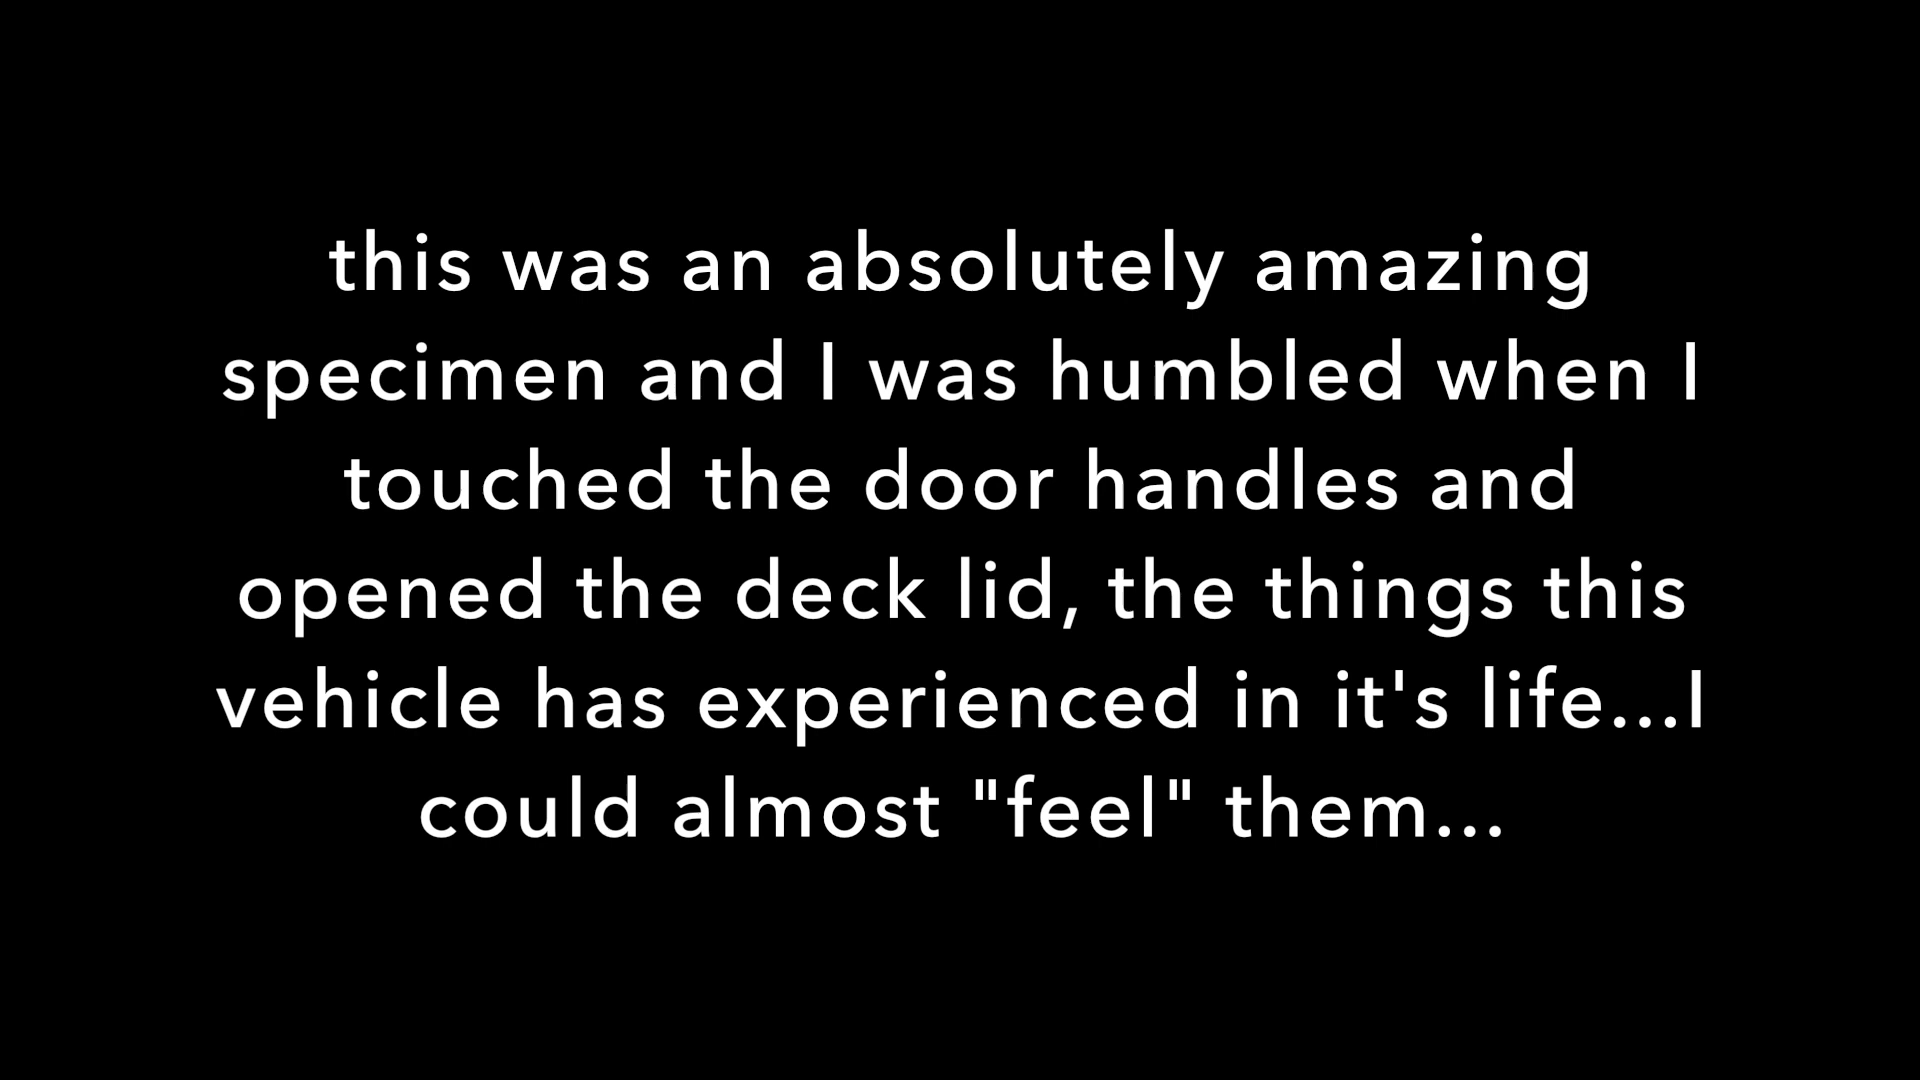 this was an absolutely amazing
specimen and I was humbled when I
touched the door handles and
opened the deck lid, the things this
vehicle has experienced in it's life...I
could almost "feel" them...